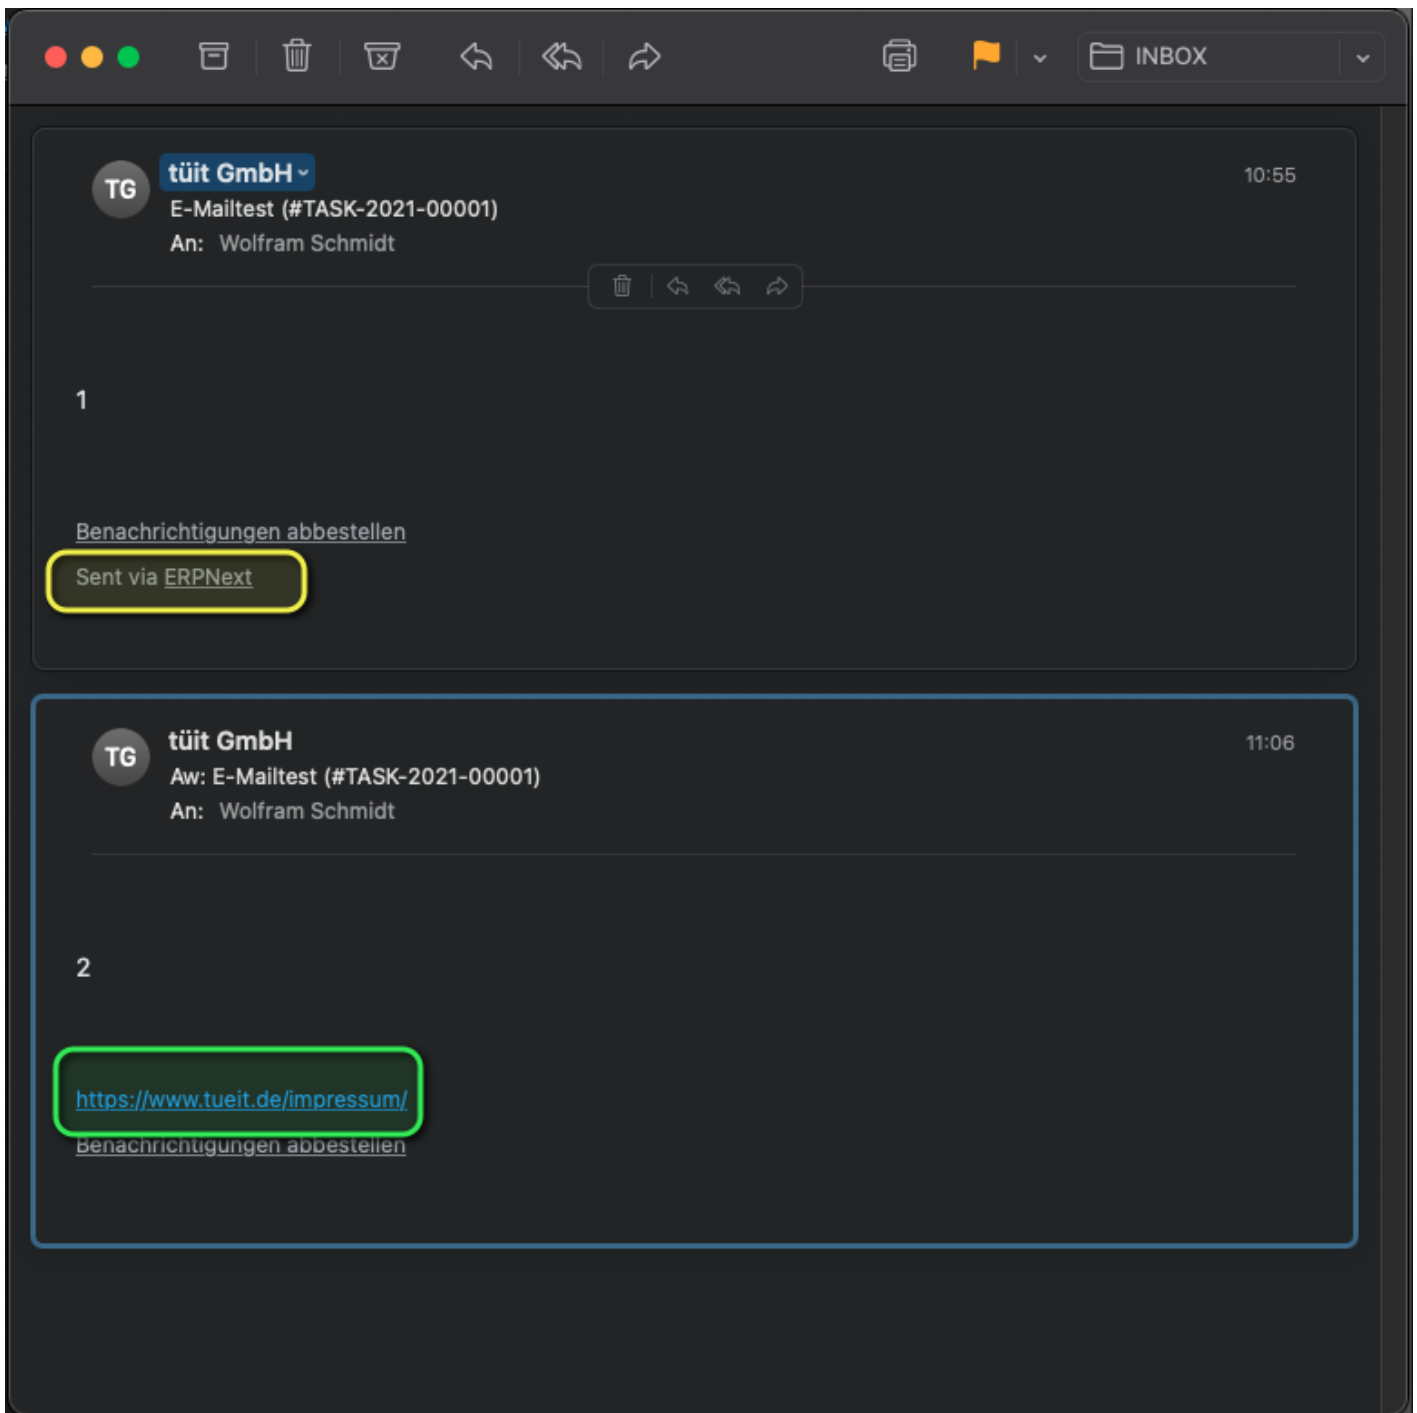 INBOX
TG
tüit GmbH
10:55
E-Mailtest (#TASK-2021-00001)
An: Wolfram Schmidt
1
Benachrichtigungen abbestellen
Sent via ERPNext
TG
tüit GmbH
11:06
Aw: E-Mailtest (#TASK-2021-00001)
An: Wolfram Schmidt
2
https://www.tueit.de/impressum/
Benachrichtigungen abbestellen